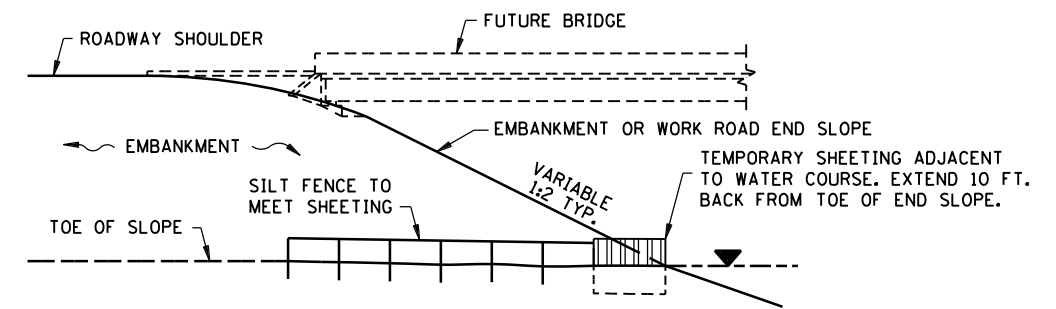 FUTURE BRIDGE
ROADWAY SHOULDER
EMBANKMENT OR WORK ROAD END SLOPE
EMBANKMENT
TEMPORARY SHEETING ADJACENT
TO WATER COURSE. EXTEND 10 FT.
BACK FROM TOE OF END SLOPE.
VARIABLE
1:2 TYP.
SILT FENCE TO
MEET SHEETING
TOE OF SLOPE